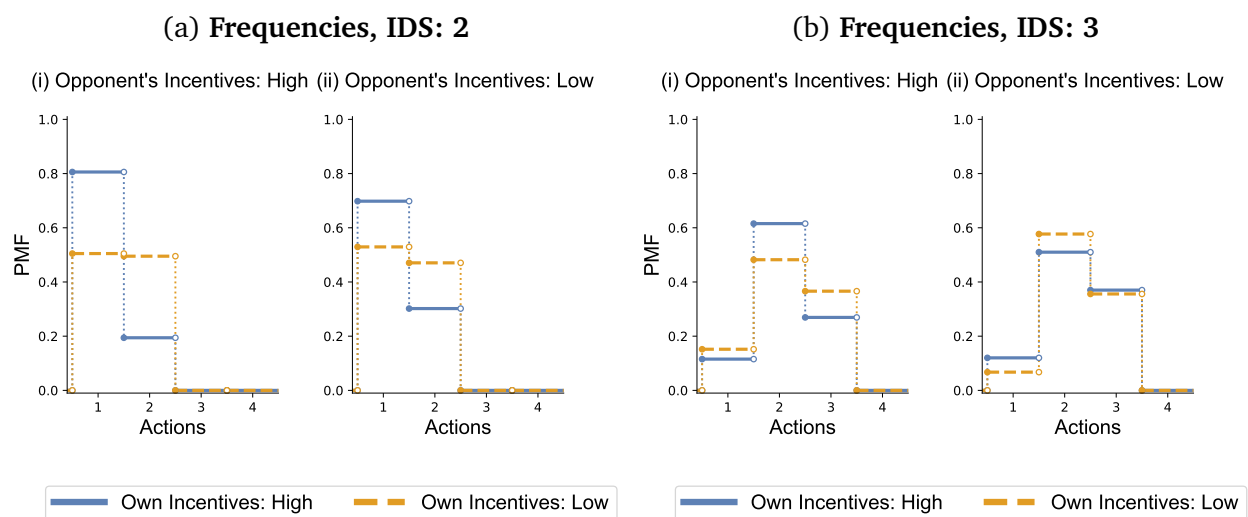 (a) Frequencies, IDS: 2
(i) Opponent's Incentives: High (ii) Opponent's Incentives: Low
1.0
0.8
0.6
0.4
0.2
0.0
PMF
1 2 3 4
Actions
1.0
0.8
0.6
0.4
0.2
0.0
1 2 3 4
Actions
Own Incentives: High Own Incentives: Low
(b) Frequencies, IDS: 3
(i) Opponent's Incentives: High (ii) Opponent's Incentives: Low
1.0
0.8
0.6
0.4
0.2
0.0
PMF
1 2 3 4
Actions
1.0
0.8
0.6
0.4
0.2
0.0
1 2 3 4
Actions
Own Incentives: High Own Incentives: Low